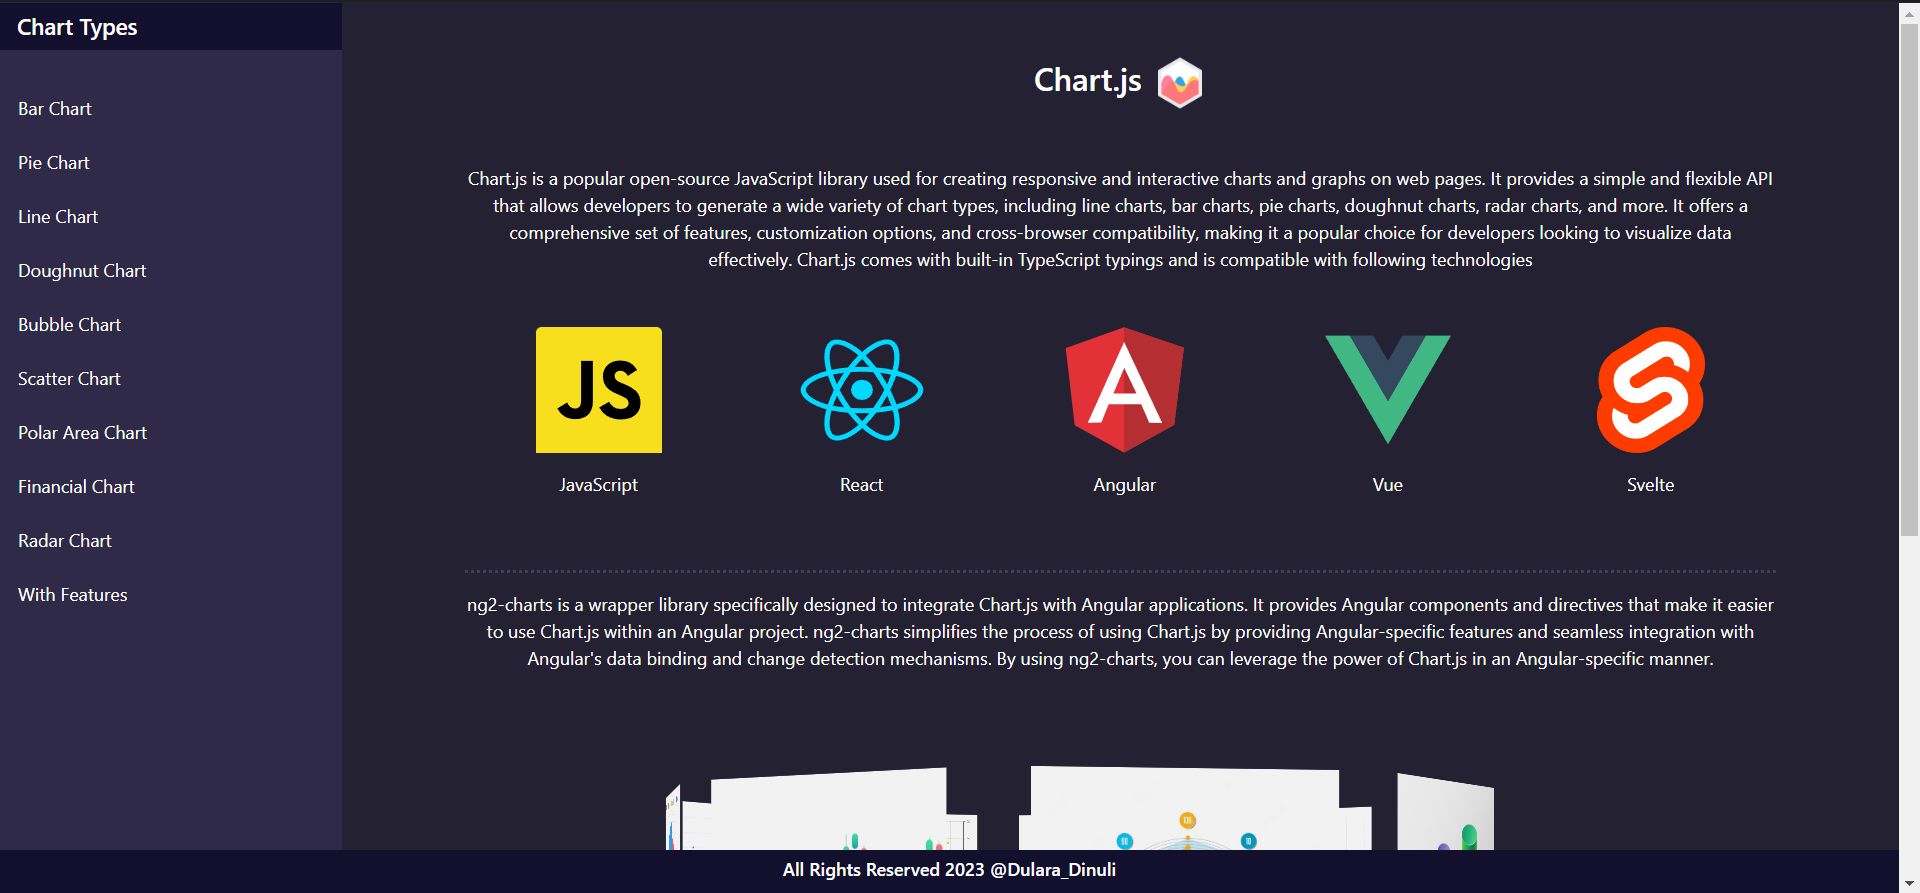 Chart Types
Bar Chart
Pie Chart
Line Chart
Doughnut Chart
Bubble Chart
Scatter Chart
Polar Area Chart
Financial Chart
Radar Chart
With Features
Chart.js
Chart.js is a popular open-source JavaScript library used for creating responsive and interactive charts and graphs on web pages. It provides a simple and flexible API
that allows developers to generate a wide variety of chart types, including line charts, bar charts, pie charts, doughnut charts, radar charts, and more. It offers a
comprehensive set of features, customization options, and cross-browser compatibility, making it a popular choice for developers looking to visualize data
effectively. Chart.js comes with built-in TypeScript typings and is compatible with following technologies
JS
JavaScript
React
A
Angular
Vue
S
Svelte
ng2-charts is a wrapper library specifically designed to integrate Chart.js with Angular applications. It provides Angular components and directives that make it easier
to use Chart.js within an Angular project. ng2-charts simplifies the process of using Chart.js by providing Angular-specific features and seamless integration with
Angular's data binding and change detection mechanisms. By using ng2-charts, you can leverage the power of Chart.js in an Angular-specific manner.
All Rights Reserved 2023 @Dulara_Dinuli